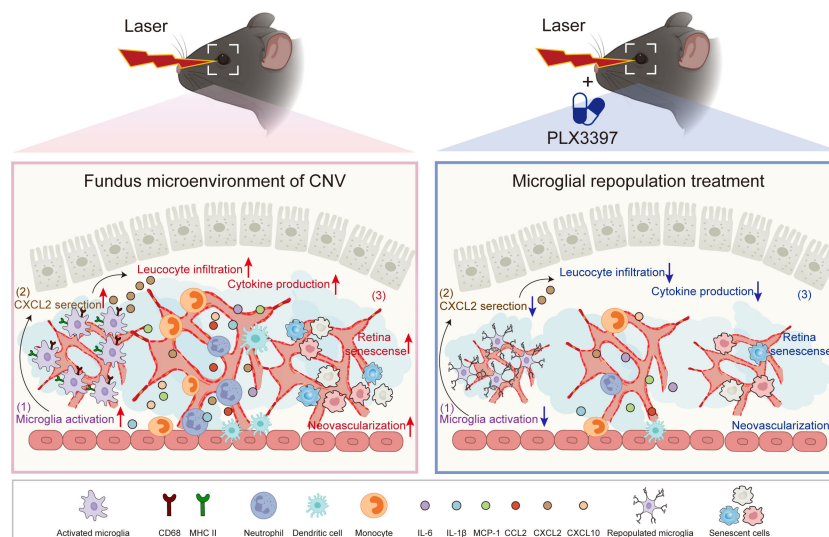 Laser
Laser
+
PLX3397
Fundus microenvironment of CNV
Leucocyte infiltration
Cytokine production
(2)
CXCL2 serection
(3)
Retina
senescense
(1)
Microglia activation
Neovascularization
Microglial repopulation treatment
Leucocyte infiltration
Cytokine production
(2)
CXCL2 serection
(3)
Retina
senescense
(1)
Microglia activation
Neovascularization
Activated microglia
CD68
MHC II
Neutrophil
Dendritic cell
Monocyte
IL-6
IL-1β
MCP-1
CCL2
CXCL2
CXCL10
Repopulated microglia
Senescent cells